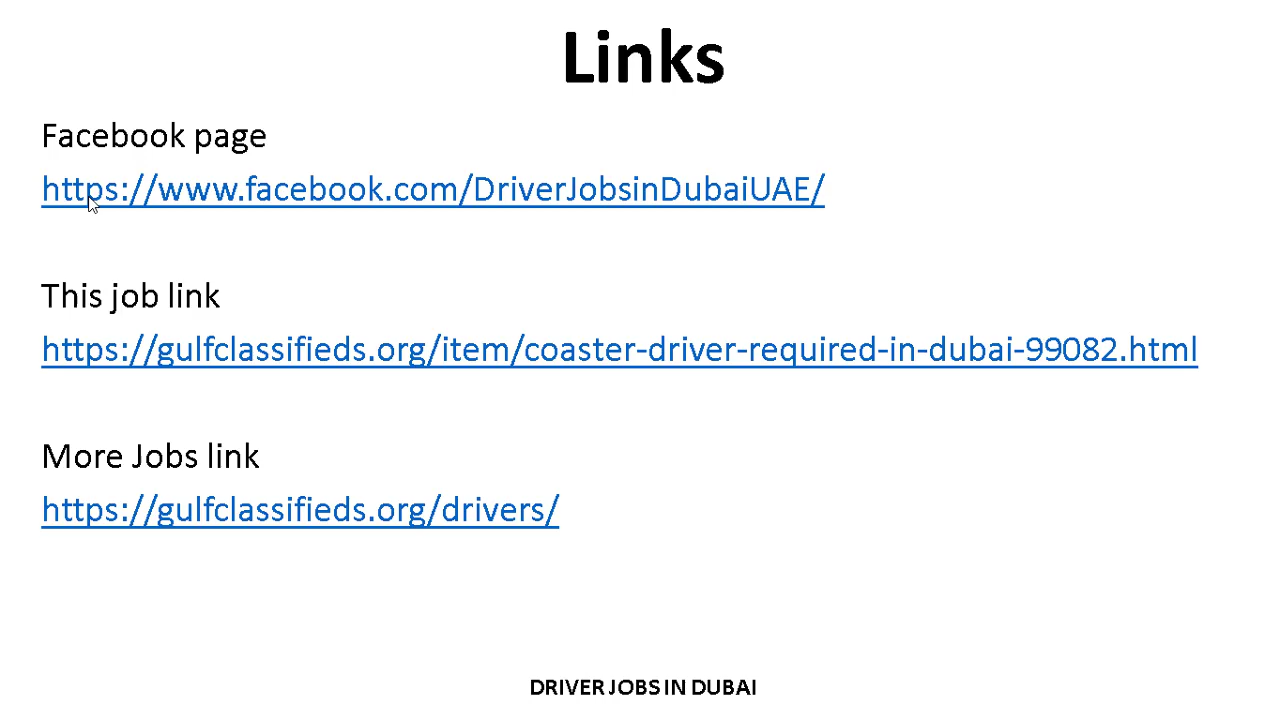 Links
Facebook page
https://www.facebook.com/DriverJobsinDubaiUAE/
This job link
https://gulfclassifieds.org/item/coaster-driver-required-in-dubai-99082.html
More Jobs link
https://gulfclassifieds.org/drivers/
DRIVER JOBS IN DUBAI